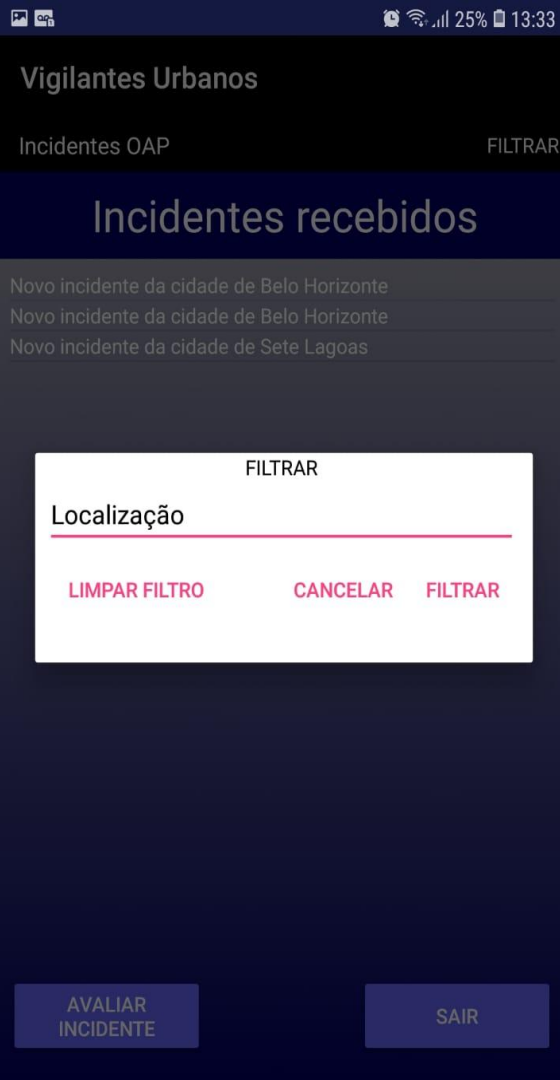 25% 13:33
Vigilantes Urbanos
Incidentes OAP FILTRAR
Incidentes recebidos
Novo incidente da cidade de Belo Horizonte
Novo incidente da cidade de Belo Horizonte
Novo incidente da cidade de Sete Lagoas
FILTRAR
Localização
LIMPAR FILTRO CANCELAR FILTRAR
AVALIAR
INCIDENTE
SAIR